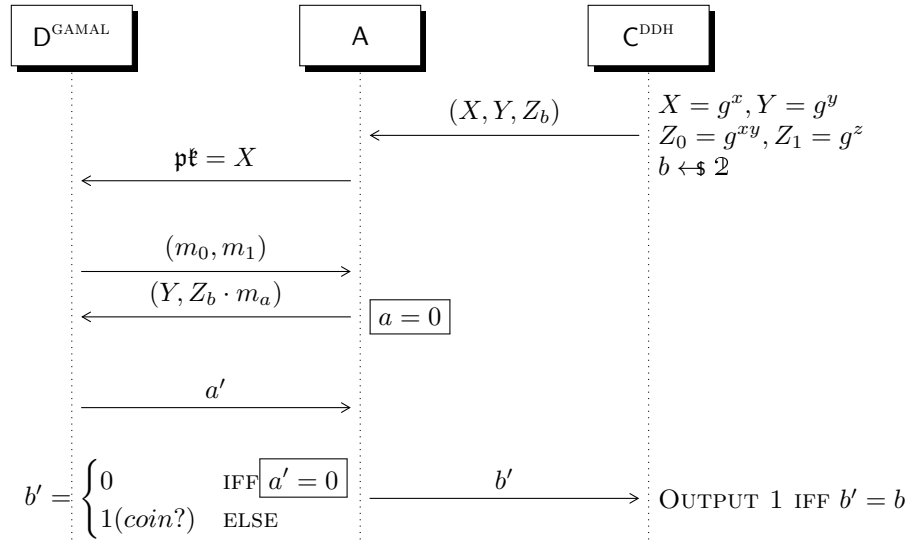 D^GAMAL A C^DDH
(X, Y, Z_b)
X = g^x, Y = g^y
Z_0 = g^{xy}, Z_1 = g^z
b ←$ 2
𝔭𝔨 = X
(m_0, m_1)
(Y, Z_b · m_a)
a = 0
a′
b′ = { 0 IFF a′ = 0
1(coin?) ELSE
b′
OUTPUT 1 IFF b′ = b